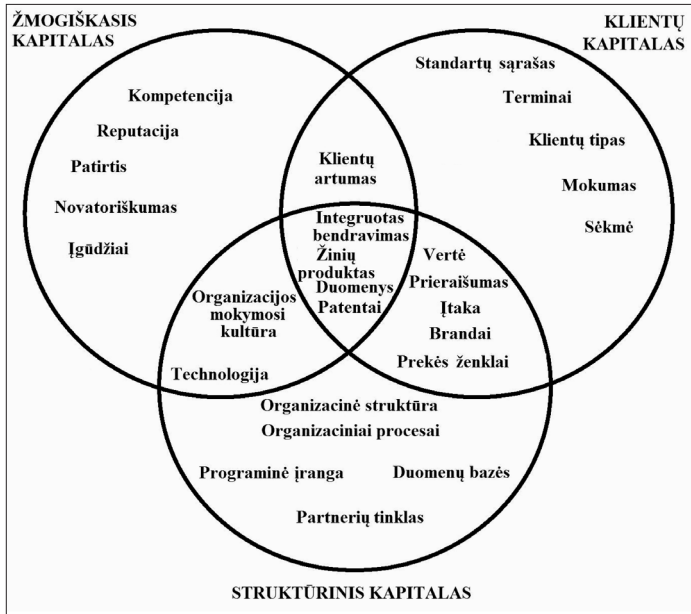 ŽMOGIŠKASIS
KAPITALAS
KLIENTŲ
KAPITALAS
Kompetencija
Reputacija
Patirtis
Novatoriškumas
Įgūdžiai
Standartų sąrašas
Terminai
Klientų tipas
Mokumas
Sėkmė
Klientų
artumas
Integruotas
bendravimas
Žinių
produktas
Duomenys
Patentai
Organizacijos
mokymosi
kultūra
Technologija
Vertė
Prieraišumas
Įtaka
Brandai
Prekės ženklai
Organizacinė struktūra
Organizaciniai procesai
Programinė įranga
Duomenų bazės
Partnerių tinklas
STRUKTŪRINIS KAPITALAS